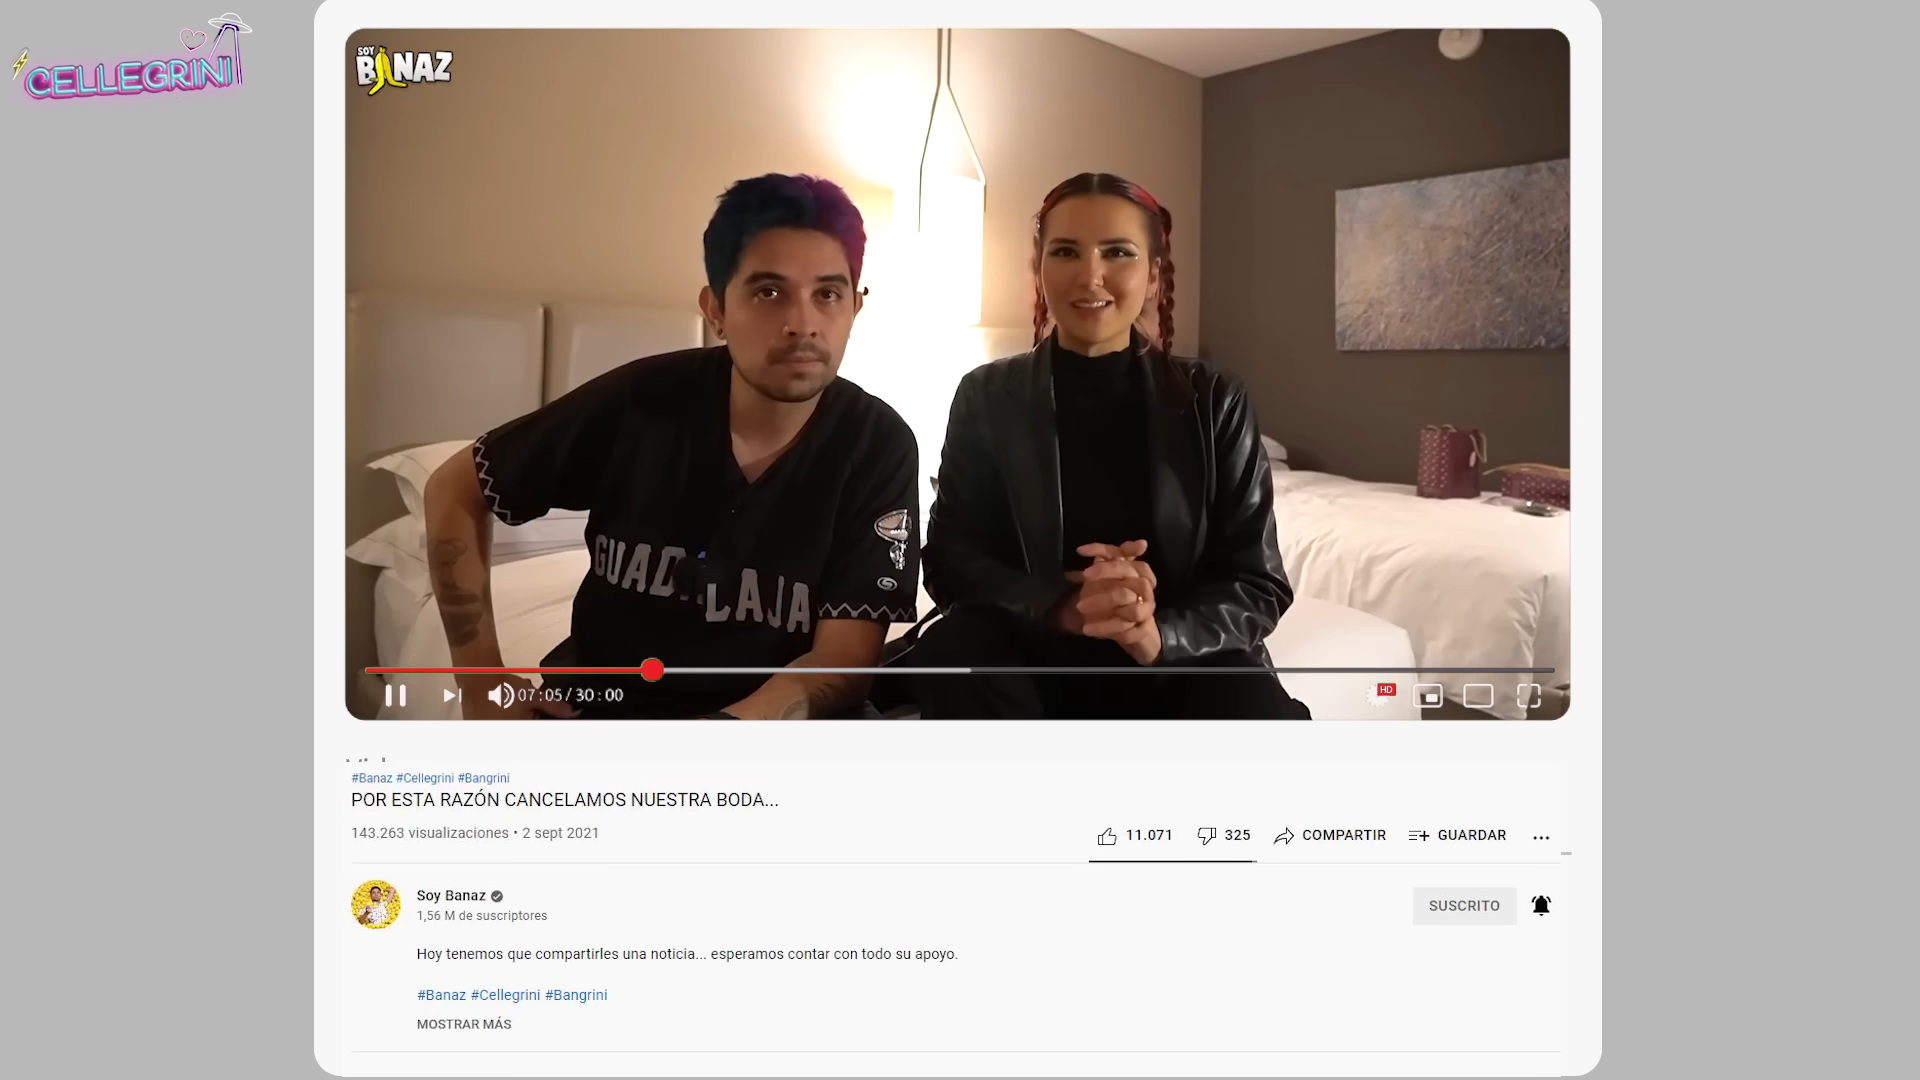 CELLEGRINI
SOY
BANAZ
GUADALAJA
HD
07:05 / 30:00
#Banaz #Cellegrini #Bangrini
POR ESTA RAZÓN CANCELAMOS NUESTRA BODA...
143.263 visualizaciones • 2 sept 2021
11.071 325 COMPARTIR GUARDAR ...
Soy Banaz
1,56 M de suscriptores
SUSCRITO
Hoy tenemos que compartirles una noticia... esperamos contar con todo su apoyo.
#Banaz #Cellegrini #Bangrini
MOSTRAR MÁS